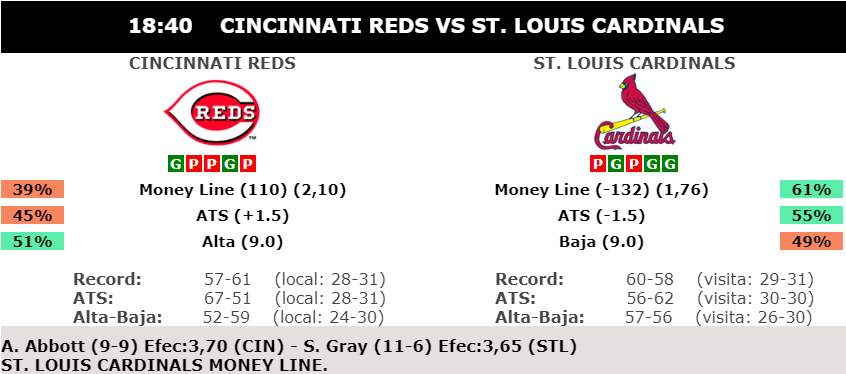 18:40 CINCINNATI REDS VS ST. LOUIS CARDINALS
CINCINNATI REDS ST. LOUIS CARDINALS
REDS Cardinals
G P P G P P G P G G
39% Money Line (110) (2,10) Money Line (-132) (1,76) 61%
45% ATS (+1.5) ATS (-1.5) 55%
51% Alta (9.0) Baja (9.0) 49%
Record: 57-61 (local: 28-31) Record: 60-58 (visita: 29-31)
ATS: 67-51 (local: 28-31) ATS: 56-62 (visita: 30-30)
Alta-Baja: 52-59 (local: 24-30) Alta-Baja: 57-56 (visita: 26-30)
A. Abbott (9-9) Efec:3,70 (CIN) - S. Gray (11-6) Efec:3,65 (STL)
ST. LOUIS CARDINALS MONEY LINE.